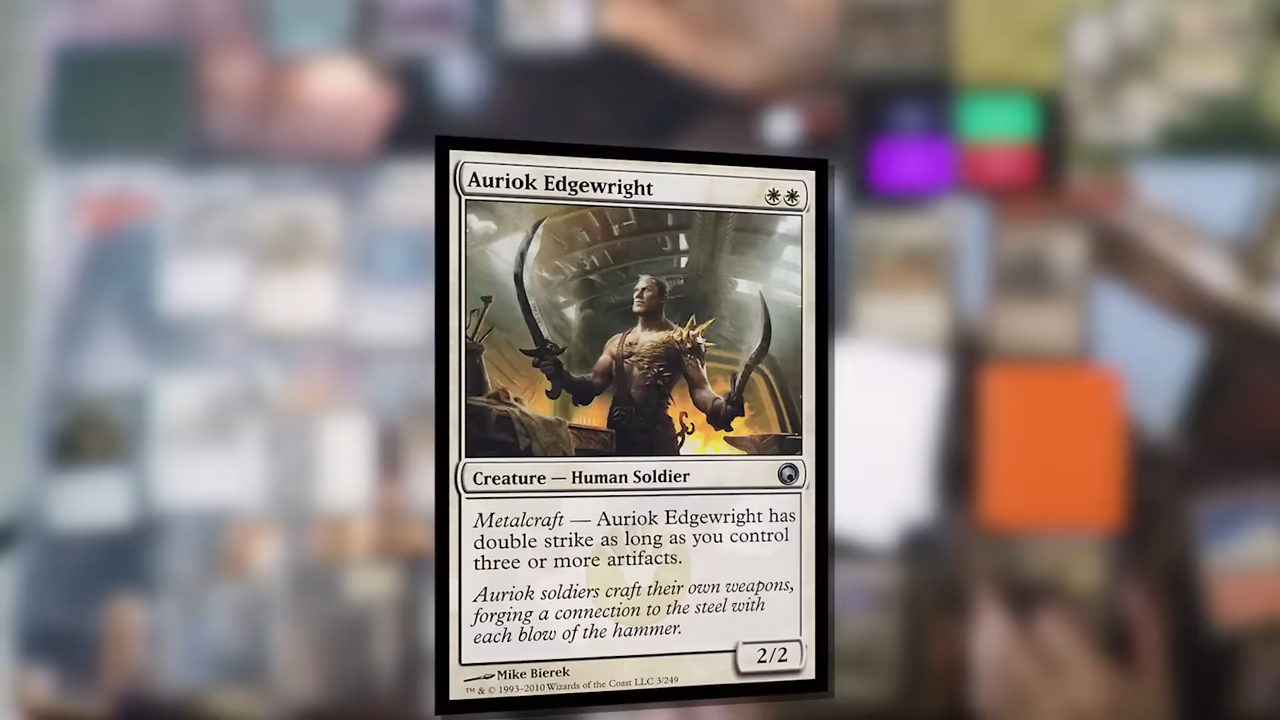 Auriok Edgewright
Creature — Human Soldier
Metalcraft — Auriok Edgewright has
double strike as long as you control
three or more artifacts.
Auriok soldiers craft their own weapons,
forging a connection to the steel with
each blow of the hammer.
2/2
Mike Bierek
™ & © 1993–2010 Wizards of the Coast LLC 3/249